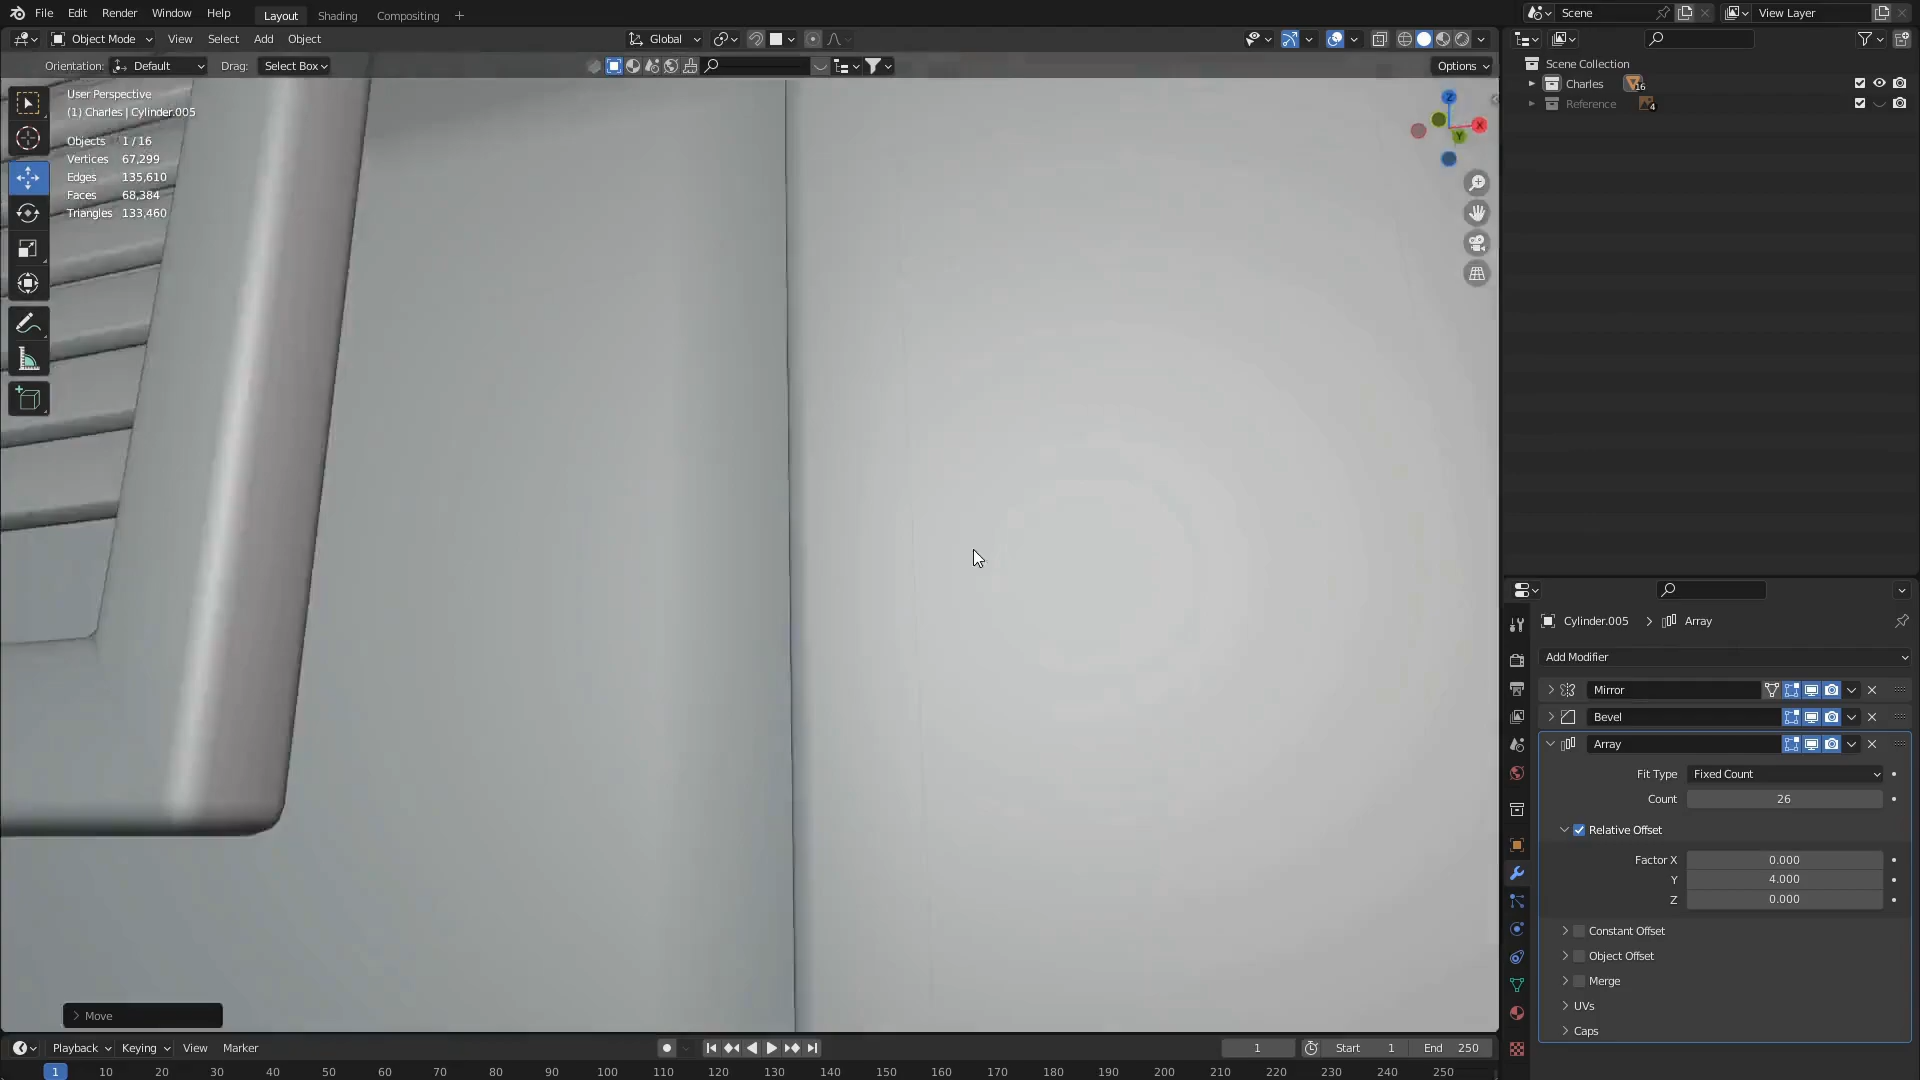 File Edit Render Window Help Layout Shading Compositing + Scene View Layer
Object Mode View Select Add Object Global
Orientation: Default Drag: Select Box Options
User Perspective
(1) Charles | Cylinder.005
Objects 1/16
Vertices 67,299
Edges 135,610
Faces 68,384
Triangles 133,460
Z
X
Y
Move
Scene Collection
Charles 16
Reference 4
Cylinder.005 > Array
Add Modifier
Mirror
Bevel
Array
Fit Type Fixed Count
Count 26
Relative Offset
Factor X 0.000
Y 4.000
Z 0.000
Constant Offset
Object Offset
Merge
UVs
Caps
Playback Keying View Marker 1 Start 1 End 250
1 10 20 30 40 50 60 70 80 90 100 110 120 130 140 150 160 170 180 190 200 210 220 230 240 250